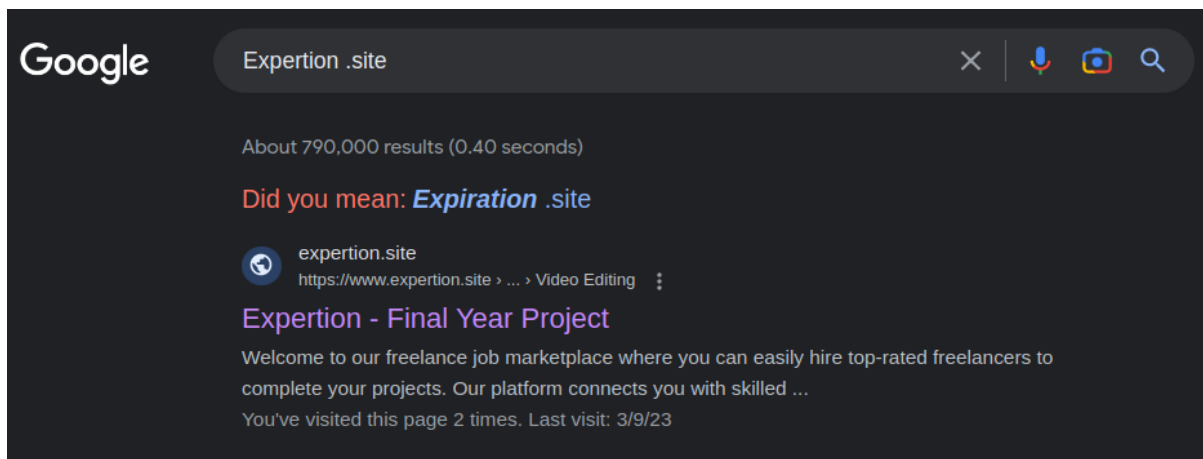 Google
Expertion .site
About 790,000 results (0.40 seconds)
Did you mean: Expiration .site
expertion.site
https://www.expertion.site › ... › Video Editing
Expertion - Final Year Project
Welcome to our freelance job marketplace where you can easily hire top-rated freelancers to
complete your projects. Our platform connects you with skilled ...
You've visited this page 2 times. Last visit: 3/9/23